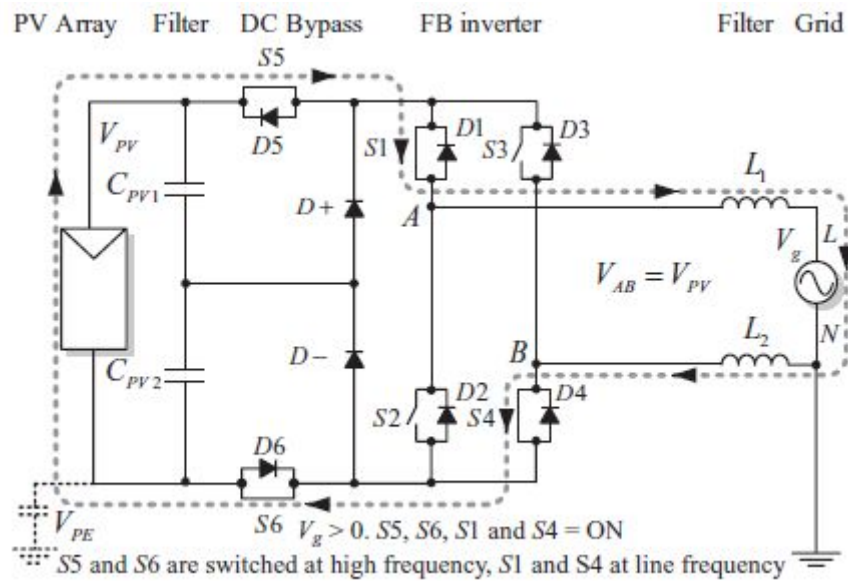 PV Array Filter DC Bypass FB inverter Filter Grid
S5
V_PV
D5
S1 D1 S3 D3
C_PV1
D+
A
L_1
V_g L
V_AB = V_PV
L_2
N
B
D-
C_PV2
D6
S2 D2 S4 D4
S6
V_PE
V_g > 0. S5, S6, S1 and S4 = ON
S5 and S6 are switched at high frequency, S1 and S4 at line frequency